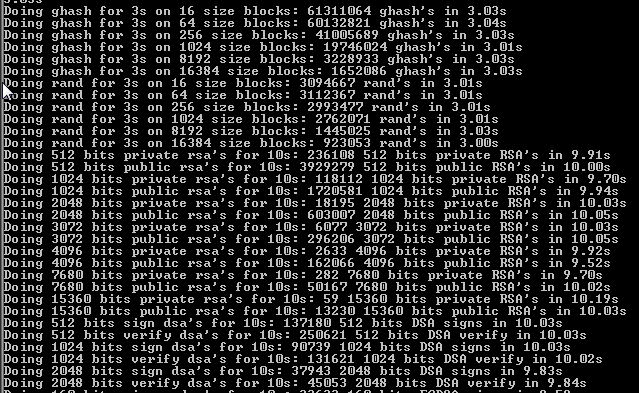 Doing ghash for 3s on 16 size blocks: 61311064 ghash's in 3.03s
Doing ghash for 3s on 64 size blocks: 60132821 ghash's in 3.04s
Doing ghash for 3s on 256 size blocks: 41005689 ghash's in 3.03s
Doing ghash for 3s on 1024 size blocks: 19746024 ghash's in 3.01s
Doing ghash for 3s on 8192 size blocks: 3228933 ghash's in 3.03s
Doing ghash for 3s on 16384 size blocks: 1652086 ghash's in 3.03s
Doing rand for 3s on 16 size blocks: 3094667 rand's in 3.01s
Doing rand for 3s on 64 size blocks: 3112367 rand's in 3.01s
Doing rand for 3s on 256 size blocks: 2993477 rand's in 3.01s
Doing rand for 3s on 1024 size blocks: 2762071 rand's in 3.01s
Doing rand for 3s on 8192 size blocks: 1445025 rand's in 3.03s
Doing rand for 3s on 16384 size blocks: 923053 rand's in 3.00s
Doing 512 bits private rsa's for 10s: 236108 512 bits private RSA's in 9.91s
Doing 512 bits public rsa's for 10s: 3929279 512 bits public RSA's in 10.00s
Doing 1024 bits private rsa's for 10s: 118112 1024 bits private RSA's in 9.70s
Doing 1024 bits public rsa's for 10s: 1720581 1024 bits public RSA's in 9.94s
Doing 2048 bits private rsa's for 10s: 18195 2048 bits private RSA's in 10.03s
Doing 2048 bits public rsa's for 10s: 603007 2048 bits public RSA's in 10.05s
Doing 3072 bits private rsa's for 10s: 6077 3072 bits private RSA's in 10.03s
Doing 3072 bits public rsa's for 10s: 296206 3072 bits public RSA's in 10.05s
Doing 4096 bits private rsa's for 10s: 2633 4096 bits private RSA's in 9.92s
Doing 4096 bits public rsa's for 10s: 162066 4096 bits public RSA's in 9.52s
Doing 7680 bits private rsa's for 10s: 282 7680 bits private RSA's in 9.70s
Doing 7680 bits public rsa's for 10s: 50167 7680 bits public RSA's in 10.02s
Doing 15360 bits private rsa's for 10s: 59 15360 bits private RSA's in 10.19s
Doing 15360 bits public rsa's for 10s: 13230 15360 bits public RSA's in 10.03s
Doing 512 bits sign dsa's for 10s: 137180 512 bits DSA signs in 10.03s
Doing 512 bits verify dsa's for 10s: 250621 512 bits DSA verify in 10.03s
Doing 1024 bits sign dsa's for 10s: 90739 1024 bits DSA signs in 10.03s
Doing 1024 bits verify dsa's for 10s: 131621 1024 bits DSA verify in 10.02s
Doing 2048 bits sign dsa's for 10s: 37943 2048 bits DSA signs in 9.83s
Doing 2048 bits verify dsa's for 10s: 45053 2048 bits DSA verify in 9.84s